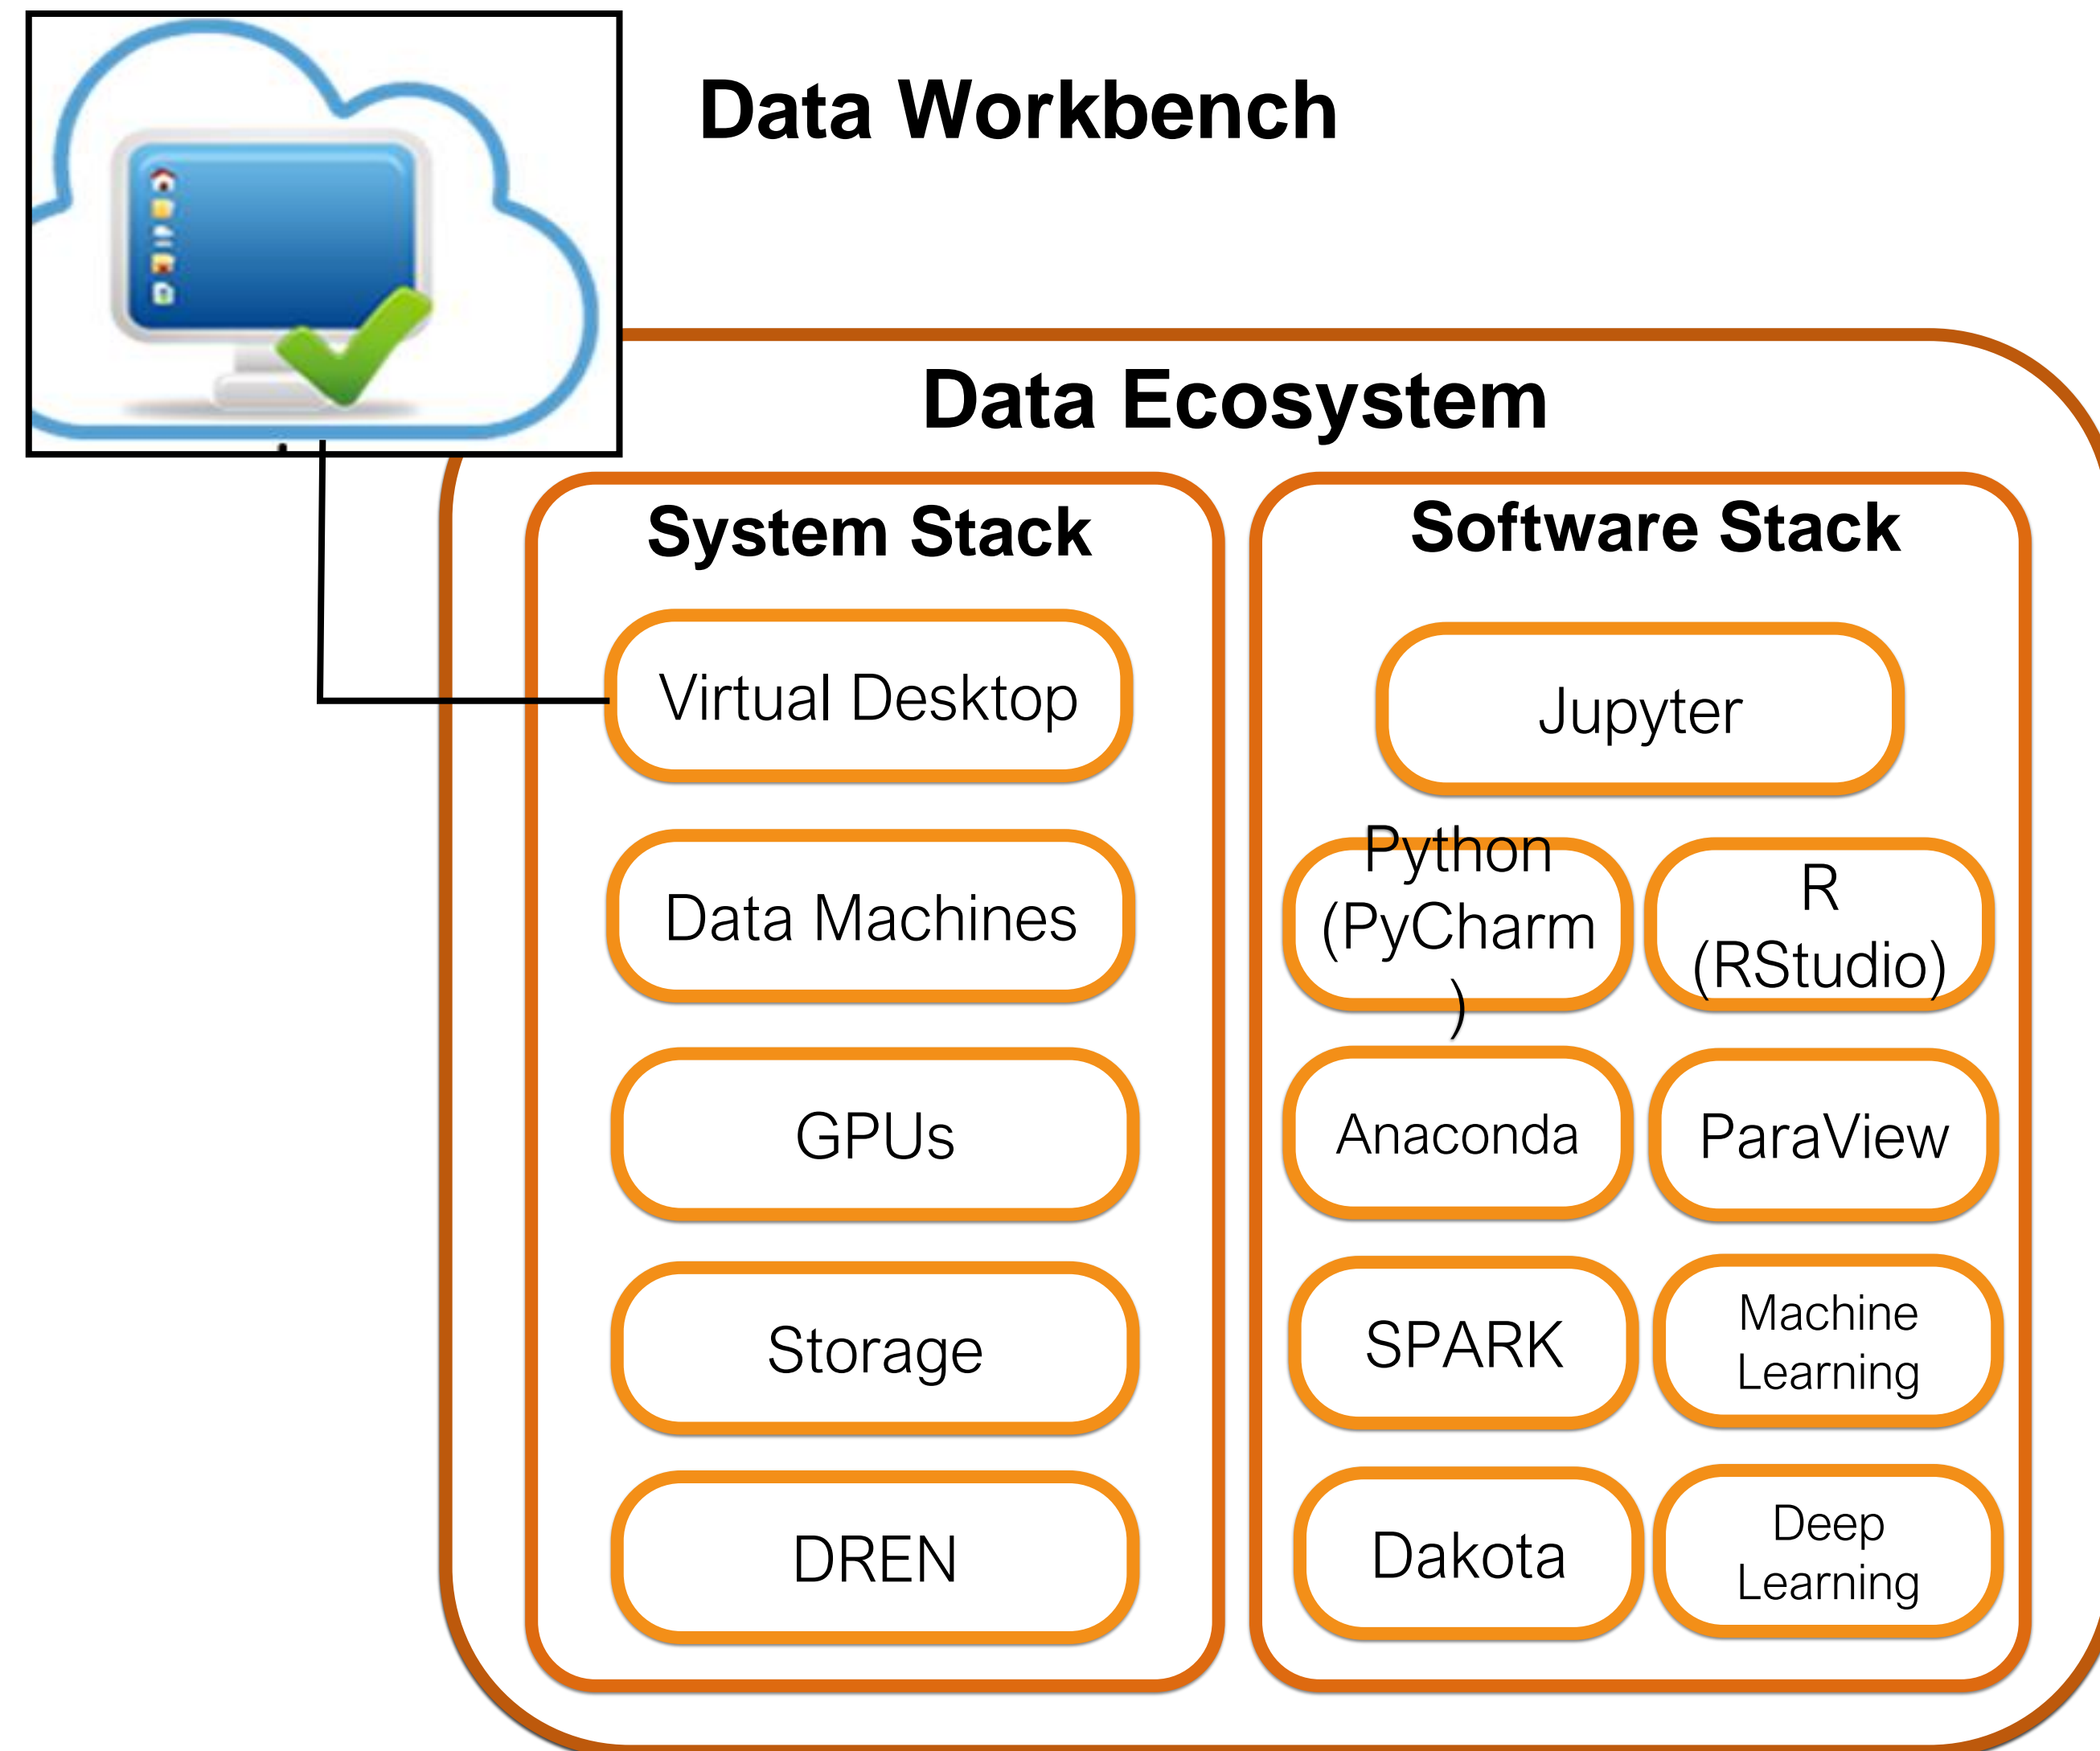 Data Workbench
Data Ecosystem
System Stack
Virtual Desktop
Data Machines
GPUs
Storage
DREN
Software Stack
Jupyter
Python
(PyCharm
)
R
(RStudio)
Anaconda
ParaView
SPARK
Machine
Learning
Dakota
Deep
Learning